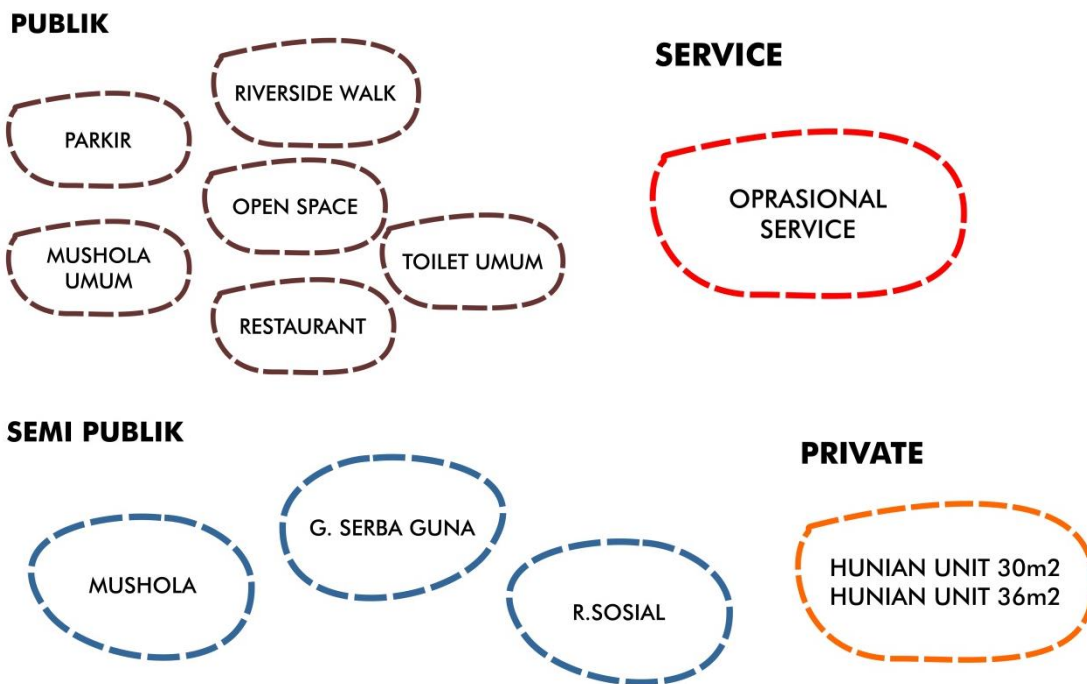 PUBLIK
RIVERSIDE WALK
PARKIR
OPEN SPACE
MUSHOLA
UMUM
TOILET UMUM
RESTAURANT
SERVICE
OPRASIONAL
SERVICE
SEMI PUBLIK
G. SERBA GUNA
MUSHOLA
R.SOSIAL
PRIVATE
HUNIAN UNIT 30m2
HUNIAN UNIT 36m2